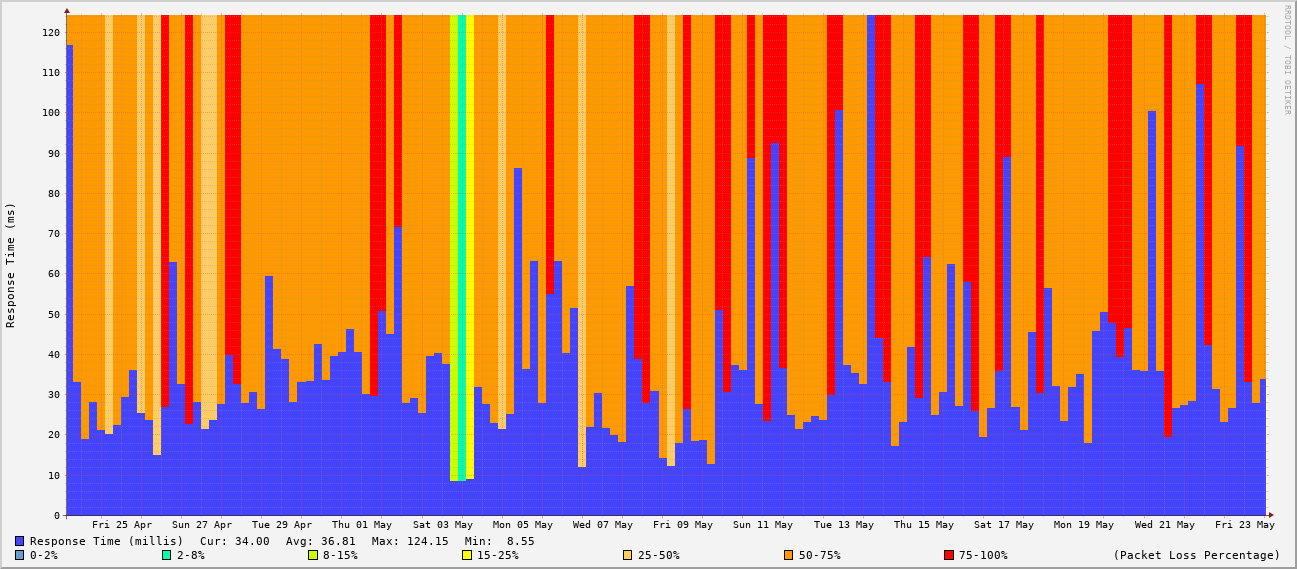 RRDTOOL / TOBI OETIKER
Response Time (ms)
120
110
100
90
80
70
60
50
40
30
20
10
0
Fri 25 Apr Sun 27 Apr Tue 29 Apr Thu 01 May Sat 03 May Mon 05 May Wed 07 May Fri 09 May Sun 11 May Tue 13 May Thu 15 May Sat 17 May Mon 19 May Wed 21 May Fri 23 May
Response Time (millis) Cur: 34.00 Avg: 36.81 Max: 124.15 Min: 8.55
0-2% 2-8% 8-15% 15-25% 25-50% 50-75% 75-100% (Packet Loss Percentage)